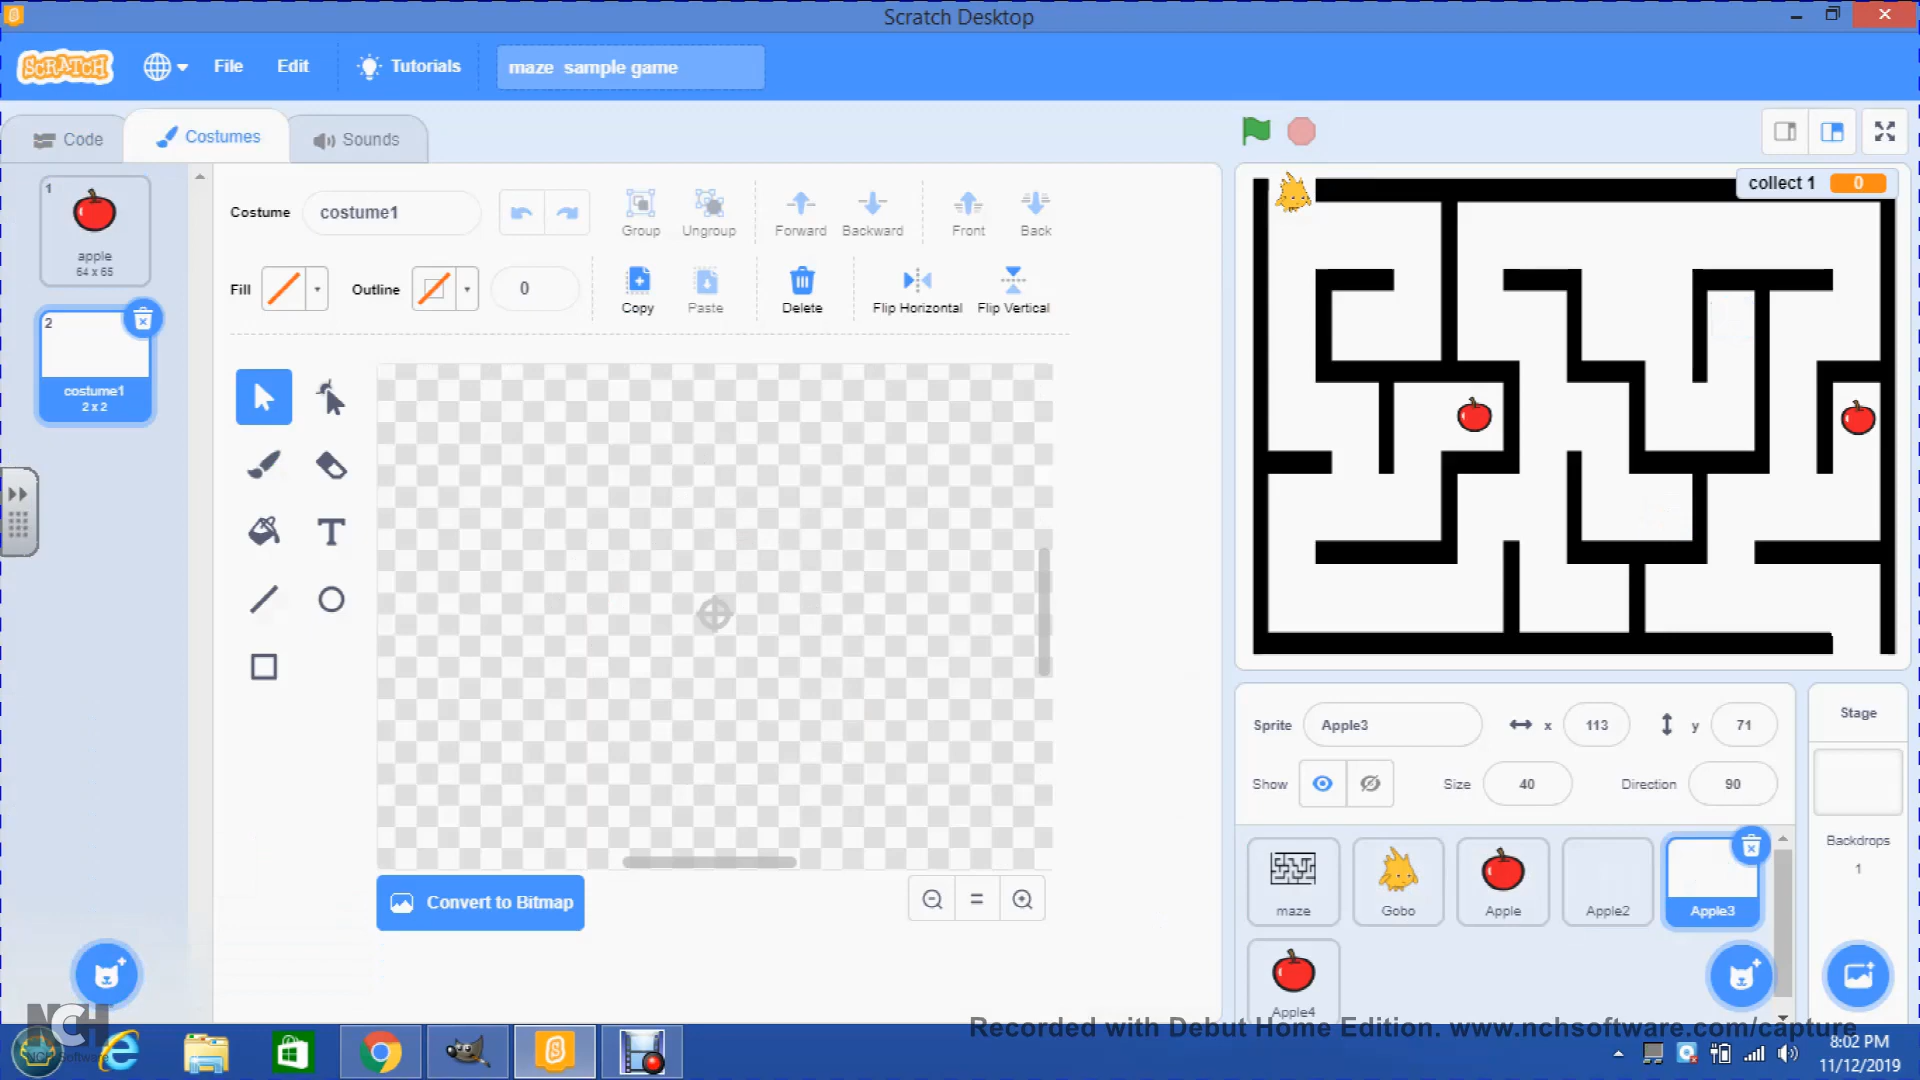 Scratch Desktop
SCRATCH
File
Edit
Tutorials
maze sample game
Code
Costumes
Sounds
1
apple
64 x 65
2
costume1
2 x 2
Costume
costume1
Group
Ungroup
Forward
Backward
Front
Back
Fill
Outline
0
Copy
Paste
Delete
Flip Horizontal
Flip Vertical
T
Convert to Bitmap
collect 1
0
Sprite
Apple3
x
113
y
71
Show
Size
40
Direction
90
Stage
Backdrops
1
maze
Gobo
Apple
Apple2
Apple3
Apple4
NCH
NCH Software
Recorded with Debut Home Edition. www.nchsoftware.com/capture
8:02 PM
11/12/2019